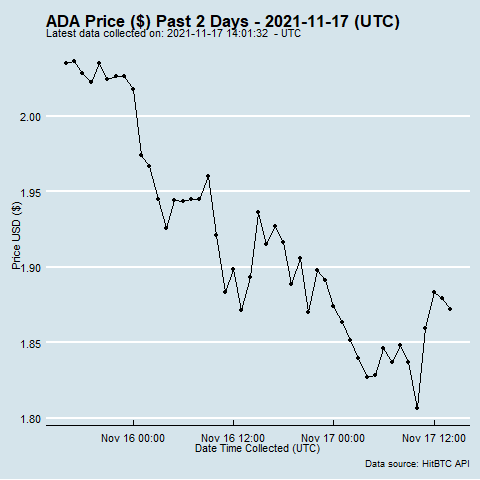 ADA Price ($) Past 2 Days - 2021-11-17 (UTC)
Latest data collected on: 2021-11-17 14:01:32  - UTC
Price USD ($)
2.00
1.95
1.90
1.85
1.80
Nov 16 00:00 Nov 16 12:00 Nov 17 00:00 Nov 17 12:00
Date Time Collected (UTC)
Data source: HitBTC API